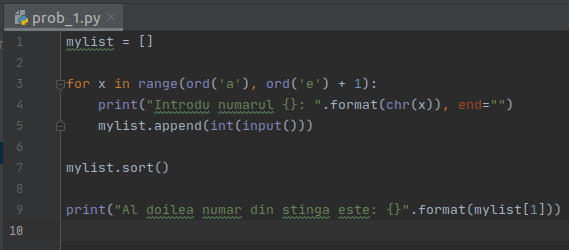 prob_1.py
1 mylist = []
2
3 for x in range(ord('a'), ord('e') + 1):
4     print("Introdu numarul {}: ".format(chr(x)), end="")
5     mylist.append(int(input()))
6
7 mylist.sort()
8
9 print("Al doilea numar din stinga este: {}".format(mylist[1]))
10